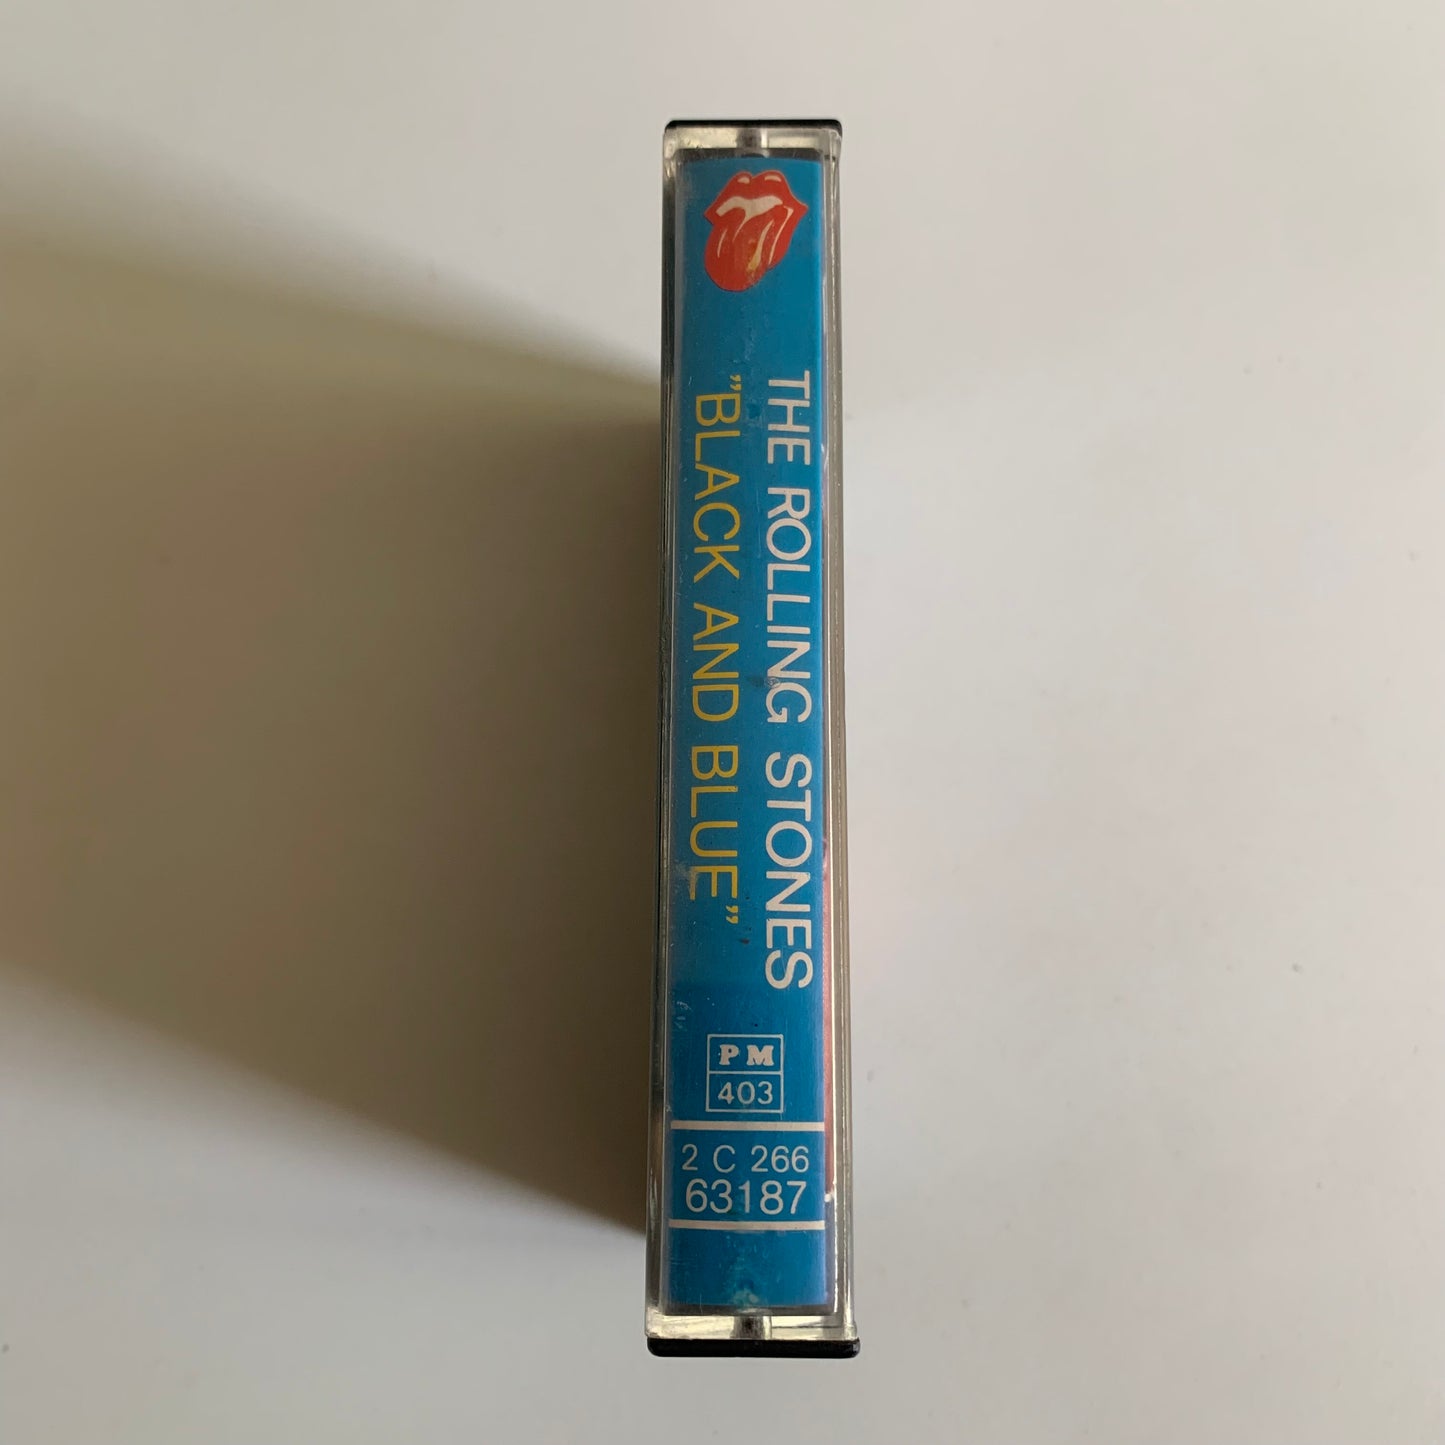 THE ROLLING STONES
”BLACK AND BLUE”
PM
403
2 C 266
63187